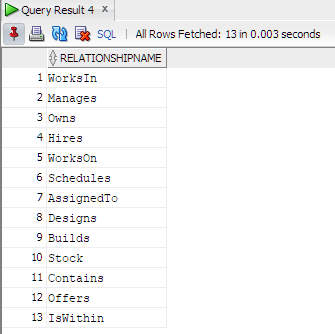 Query Result 4 x
SQL | All Rows Fetched: 13 in 0.003 seconds
RELATIONSHIPNAME
1 WorksIn
2 Manages
3 Owns
4 Hires
5 WorksOn
6 Schedules
7 AssignedTo
8 Designs
9 Builds
10 Stock
11 Contains
12 Offers
13 IsWithin